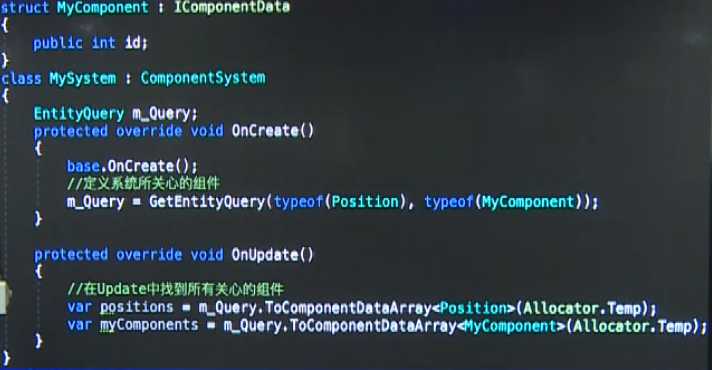 struct MyComponent : IComponentData
{
public int id;
}
class MySystem : ComponentSystem
{
EntityQuery m_Query;
protected override void OnCreate()
{
base.OnCreate();
//定义系统所关心的组件
m_Query = GetEntityQuery(typeof(Position), typeof(MyComponent));
}
protected override void OnUpdate()
{
//在Update中找到所有关心的组件
var positions = m_Query.ToComponentDataArray<Position>(Allocator.Temp);
var myComponents = m_Query.ToComponentDataArray<MyComponent>(Allocator.Temp);
}
}